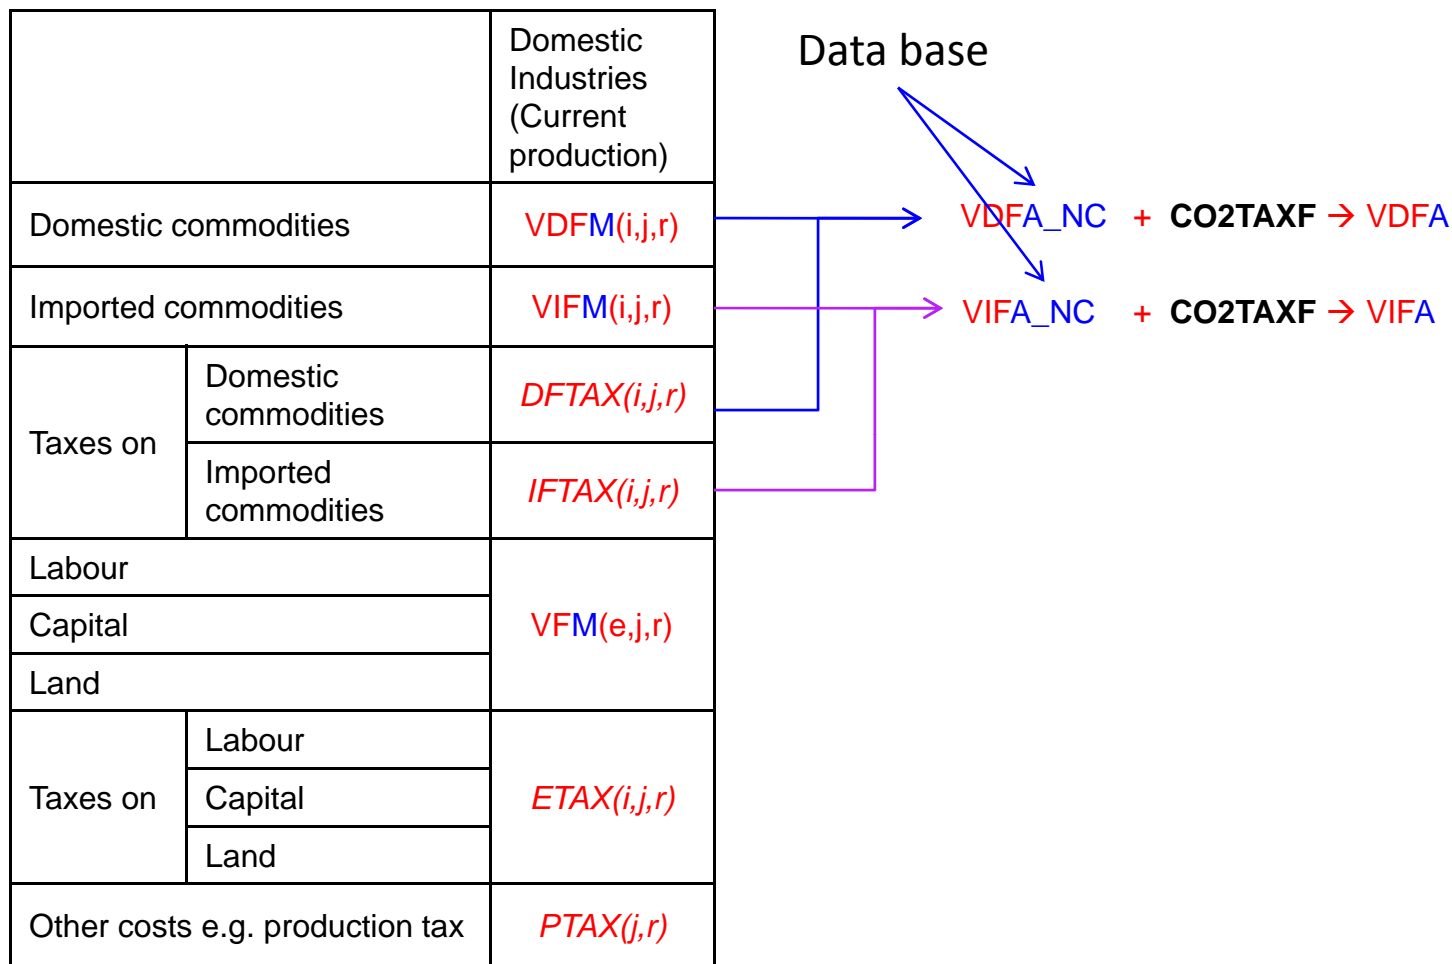 Domestic
Industries
(Current
production)
Data base
Domestic commodities
VDFM(i,j,r)
VDFA_NC + CO2TAXF → VDFA
Imported commodities
VIFM(i,j,r)
VIFA_NC + CO2TAXF → VIFA
Taxes on
Domestic
commodities
DFTAX(i,j,r)
Imported
commodities
IFTAX(i,j,r)
Labour
Capital
Land
VFM(e,j,r)
Taxes on
Labour
Capital
Land
ETAX(i,j,r)
Other costs e.g. production tax
PTAX(j,r)